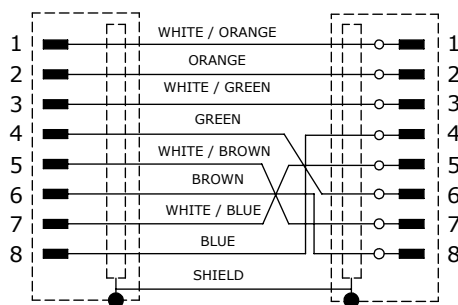 1 WHITE / ORANGE 1
2 ORANGE 2
3 WHITE / GREEN 3
4 GREEN 4
5 WHITE / BROWN 5
6 BROWN 6
7 WHITE / BLUE 7
8 BLUE 8
SHIELD